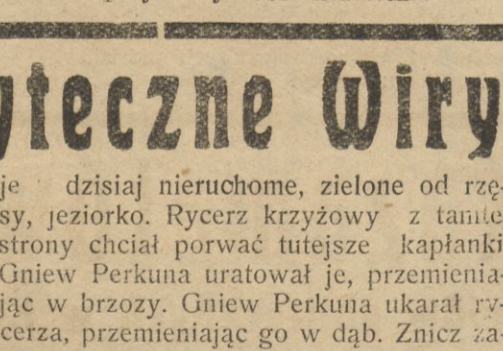 yteczne Wiry
je dzisiaj nieruchome, zielone od rzę-
sy, jeziorko. Rycerz krzyżowy z tamte
strony chciał porwać tutejsze kapłanki
Gniew Perkuna uratował je, przemienia-
jąc w brzozy. Gniew Perkuna ukarał ry-
cerza, przemieniając go w dąb. Znicz za-